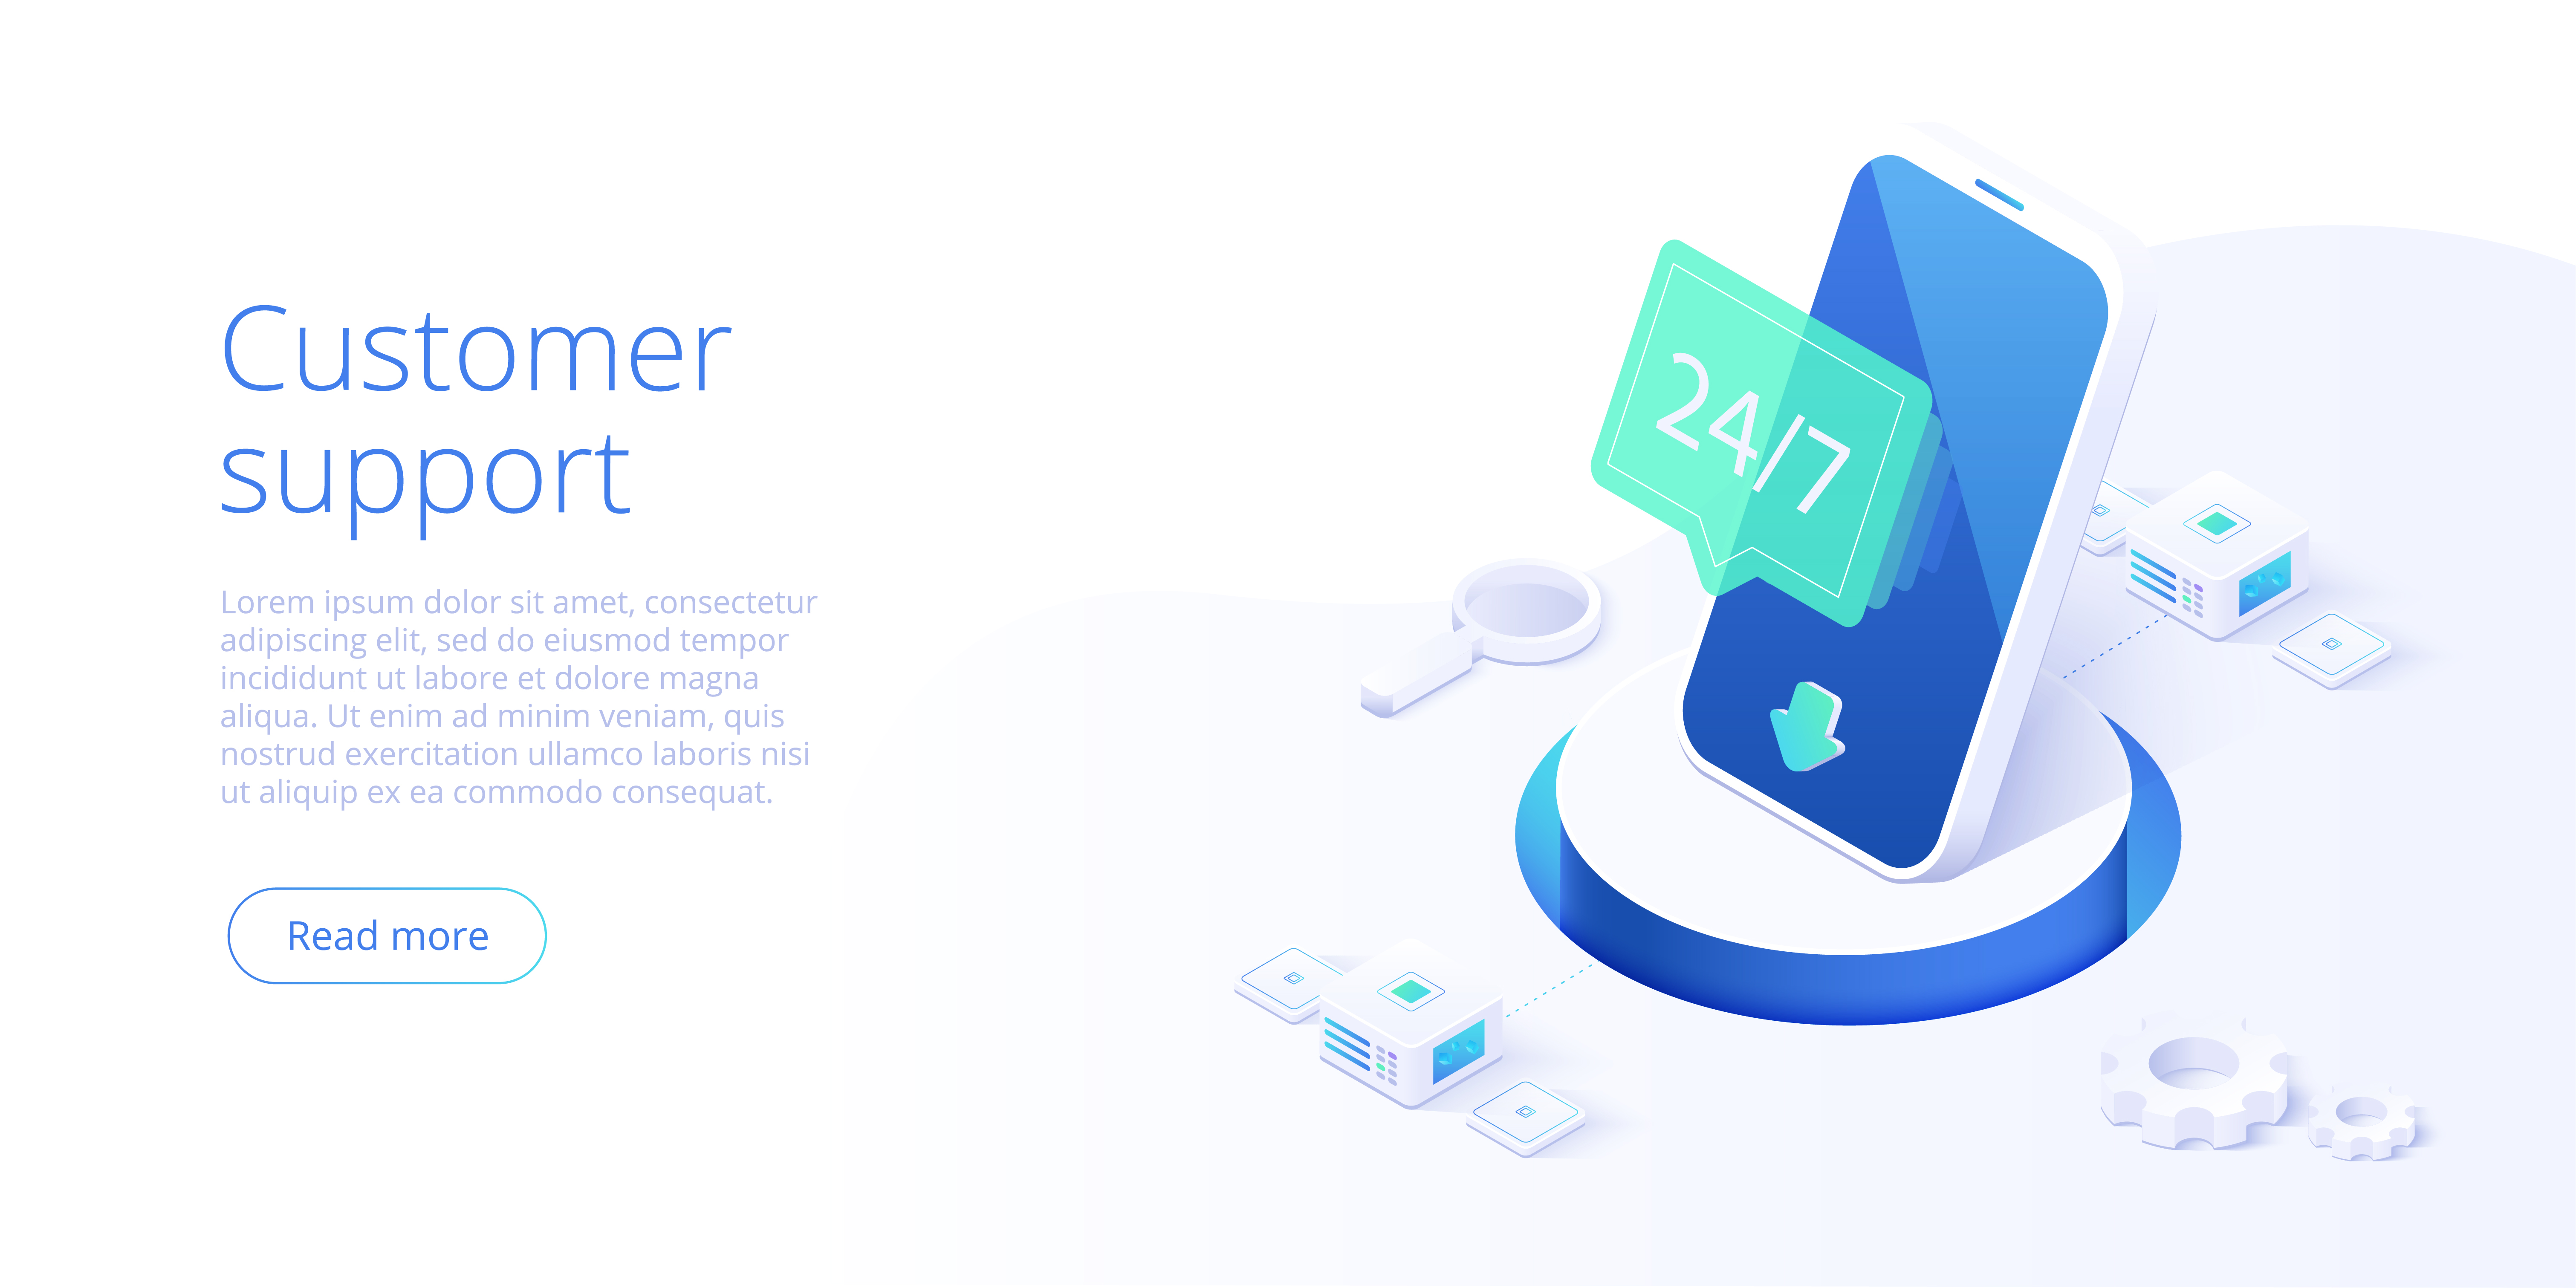 Customer
support
Lorem ipsum dolor sit amet, consectetur
adipiscing elit, sed do eiusmod tempor
incididunt ut labore et dolore magna
aliqua. Ut enim ad minim veniam, quis
nostrud exercitation ullamco laboris nisi
ut aliquip ex ea commodo consequat.
Read more
24/7